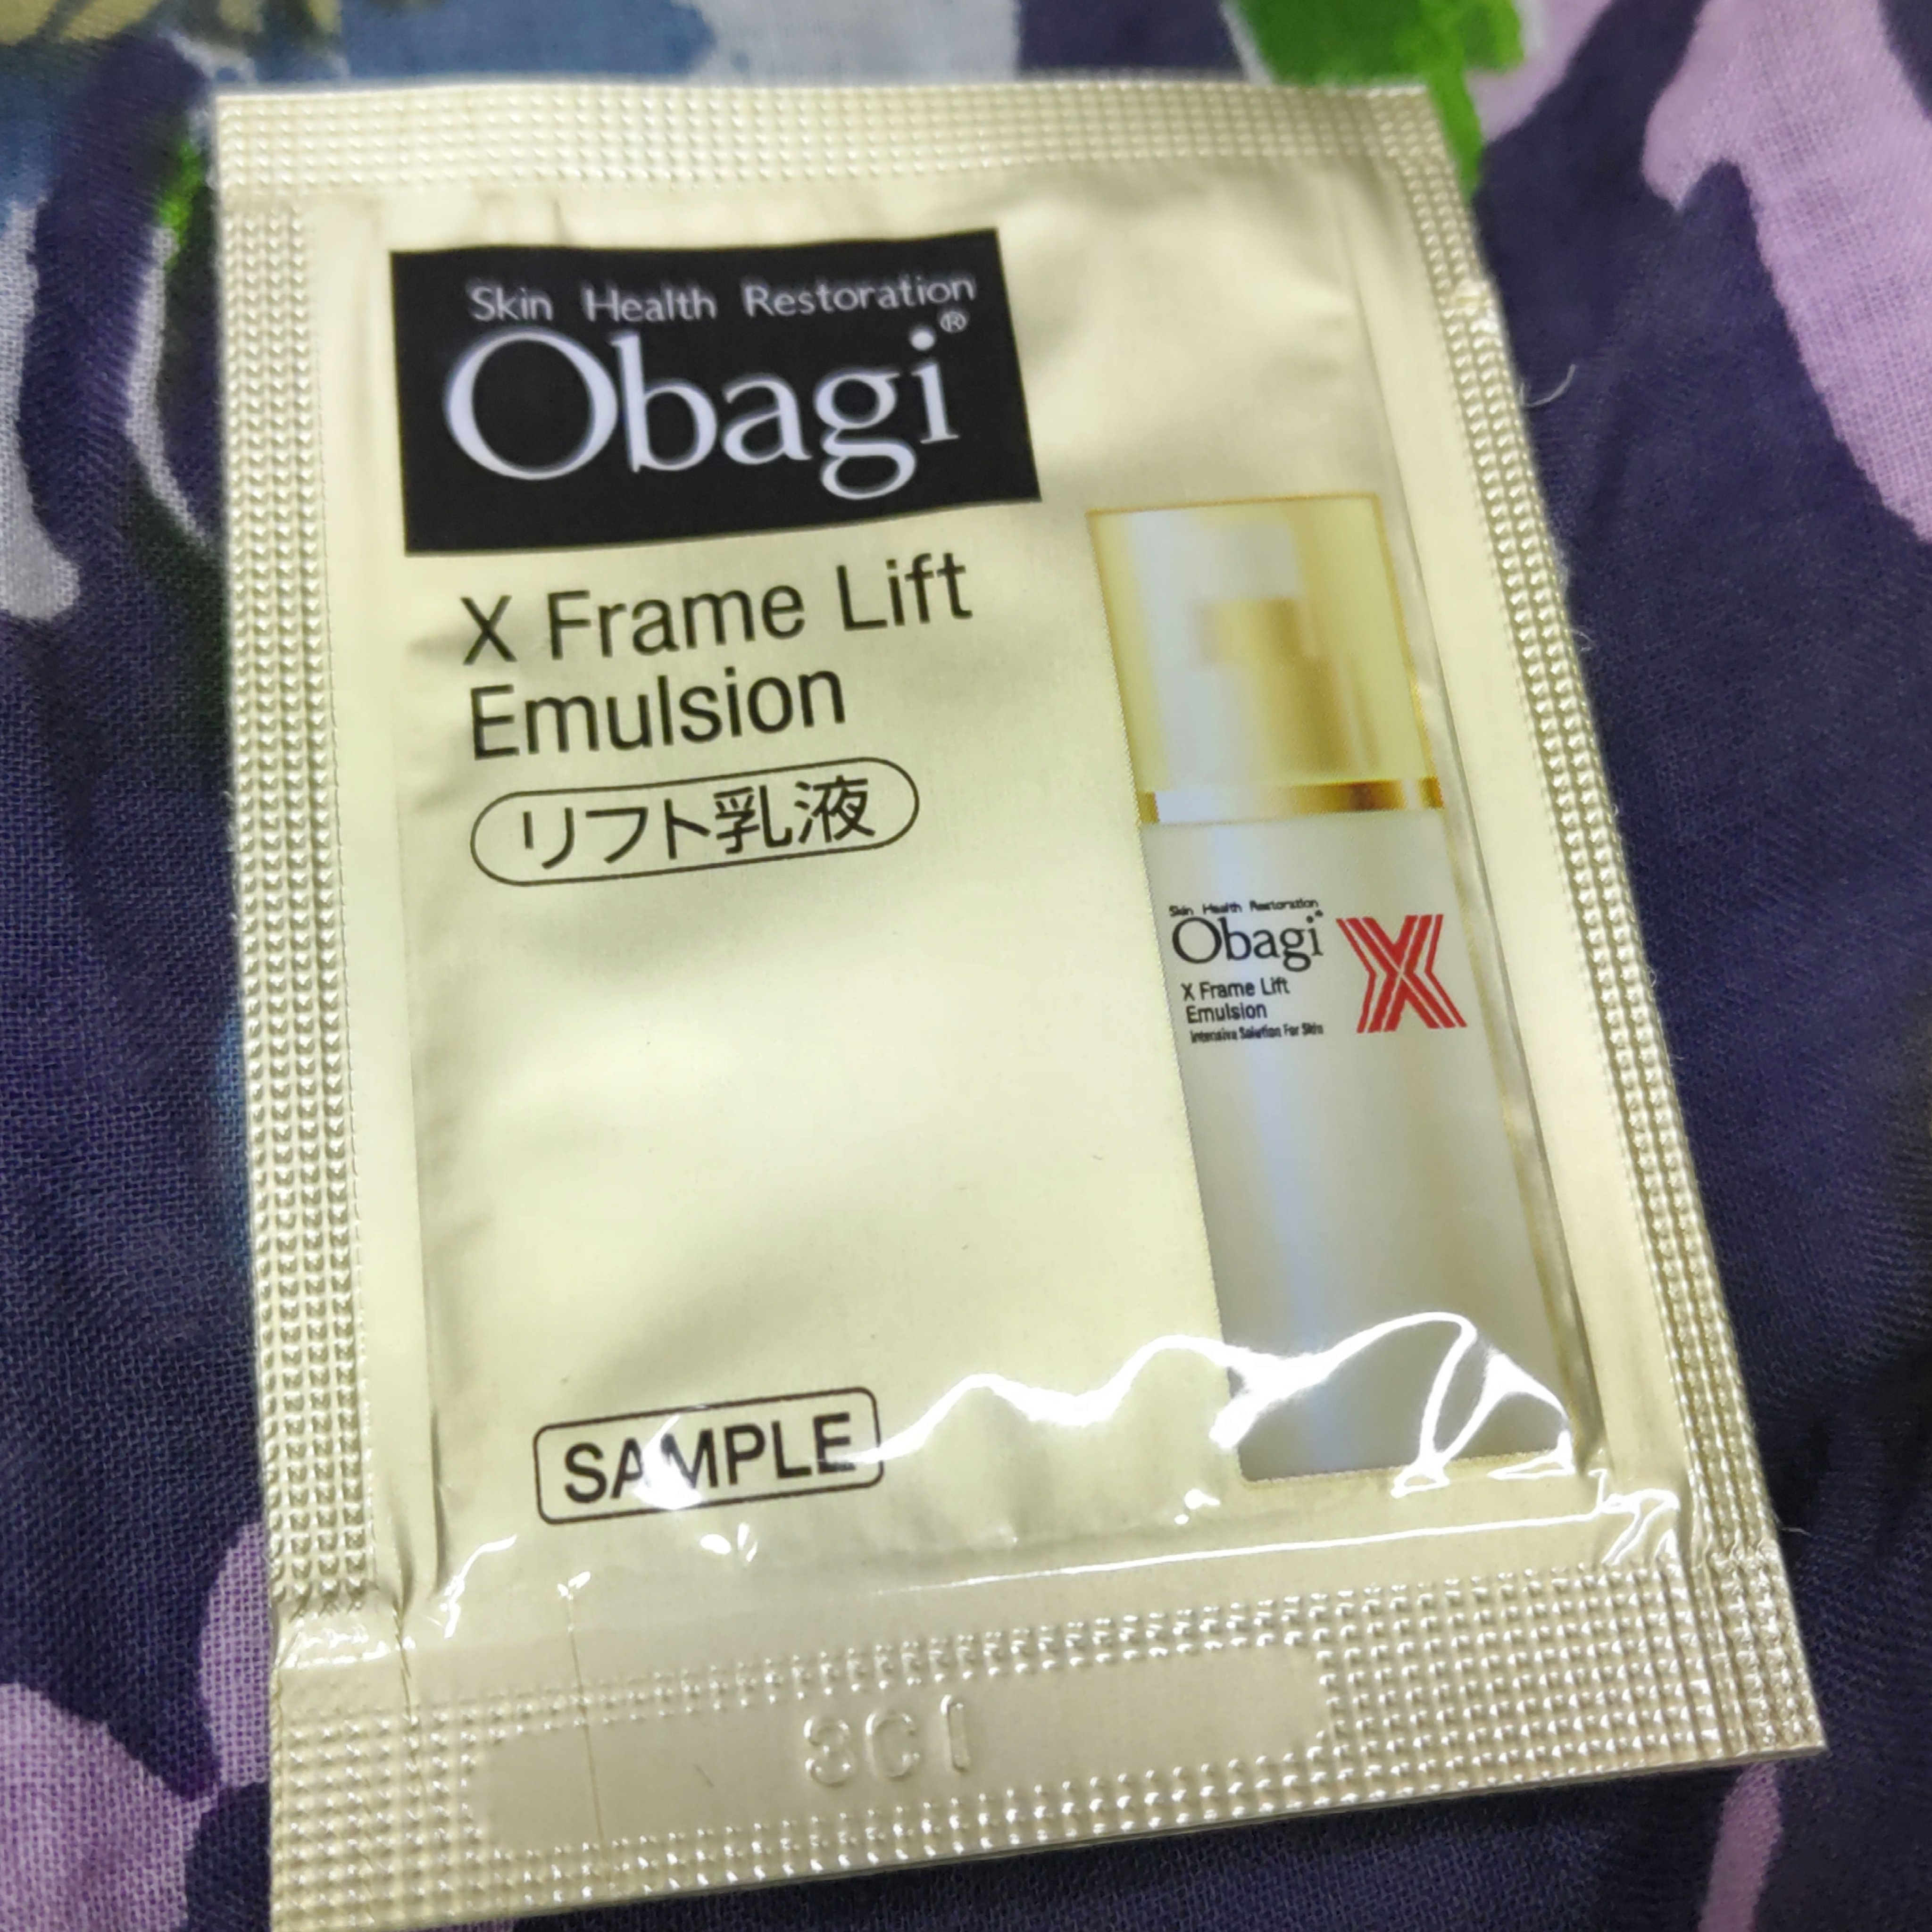 Skin Health Restoration
Obagi®
X Frame Lift
Emulsion
リフト乳液
Skin Health Restoration
Obagi
X
X Frame Lift
Emulsion
Intensive Solution For Skin
SAMPLE
3CI